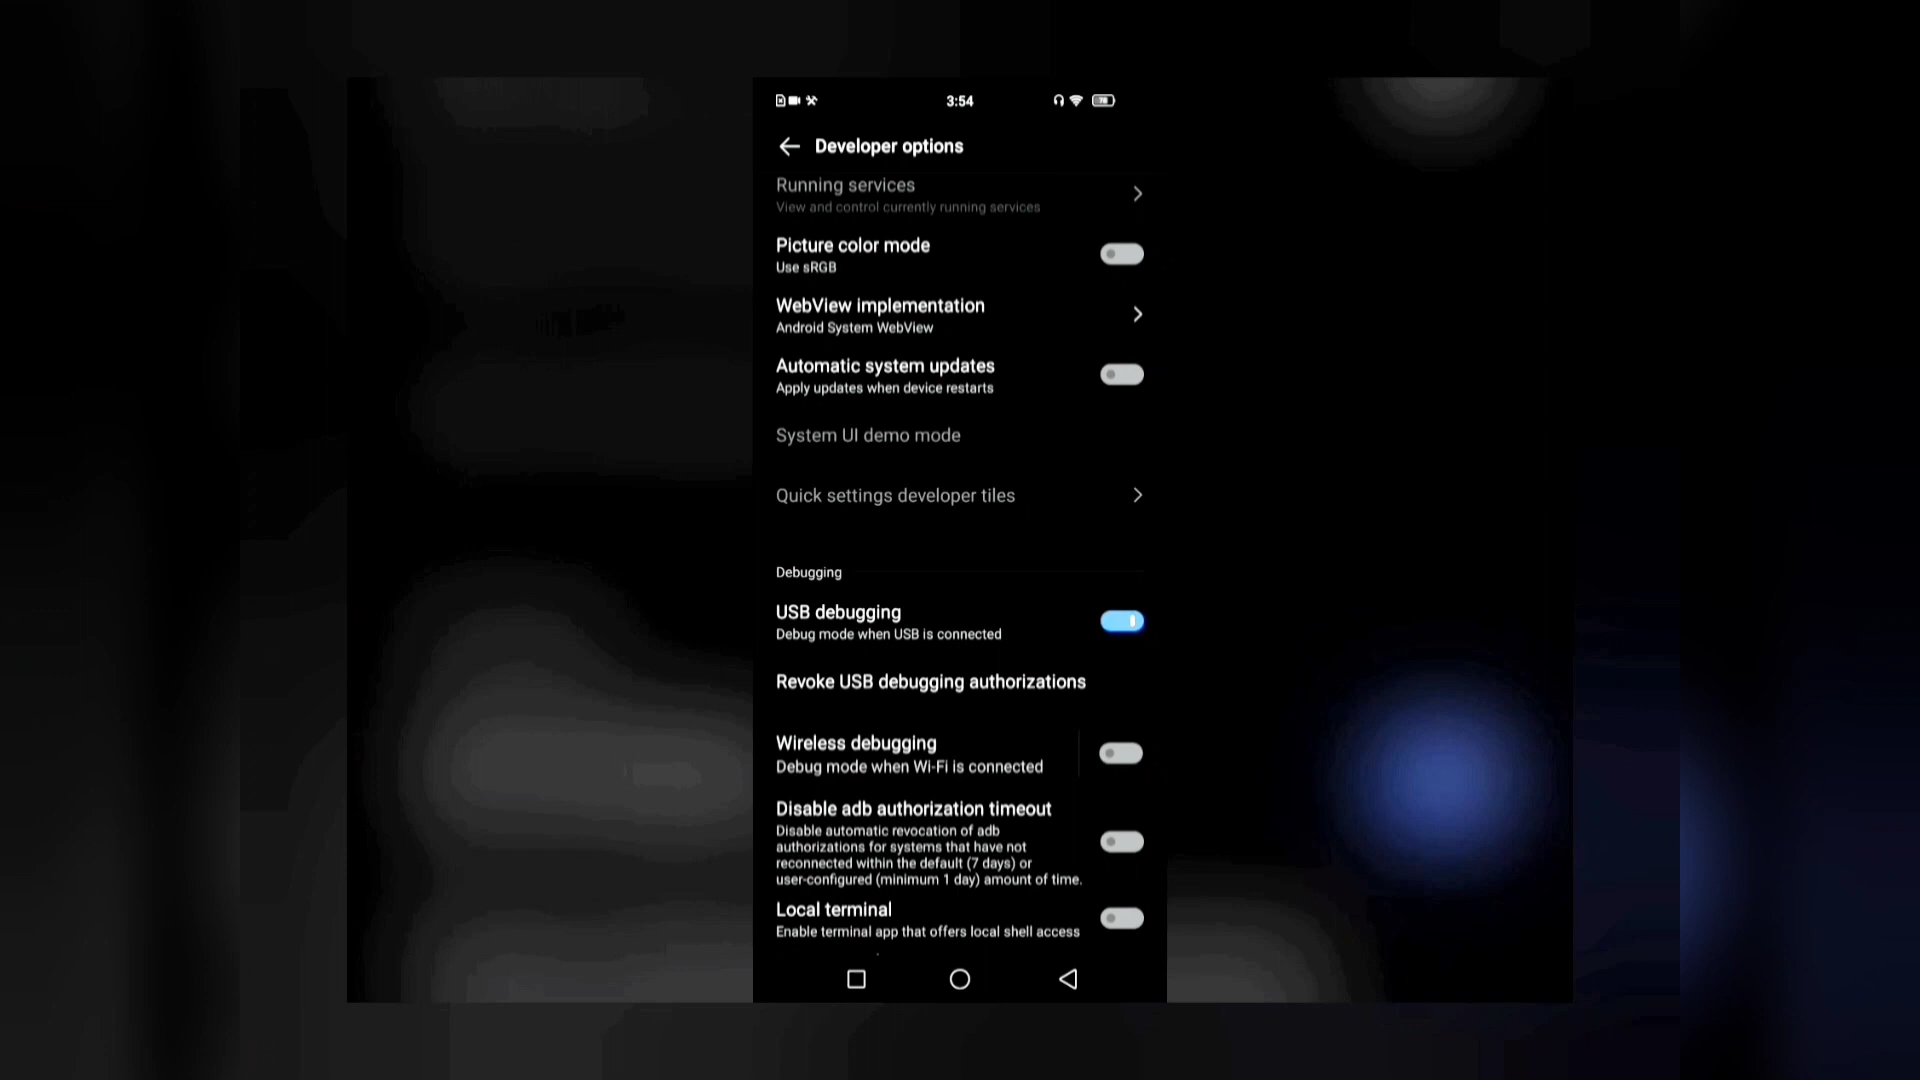 3:54
78
Developer options
Running services
View and control currently running services
Picture color mode
Use sRGB
WebView implementation
Android System WebView
Automatic system updates
Apply updates when device restarts
System UI demo mode
Quick settings developer tiles
Debugging
USB debugging
Debug mode when USB is connected
Revoke USB debugging authorizations
Wireless debugging
Debug mode when Wi-Fi is connected
Disable adb authorization timeout
Disable automatic revocation of adb
authorizations for systems that have not
reconnected within the default (7 days) or
user-configured (minimum 1 day) amount of time.
Local terminal
Enable terminal app that offers local shell access